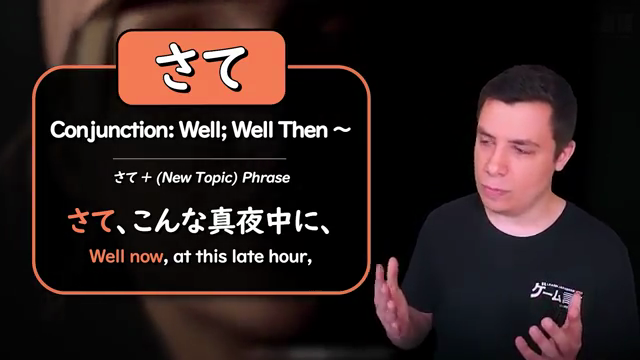 さて
Conjunction: Well; Well Then ～
さて + (New Topic) Phrase
さて、こんな真夜中に、
Well now, at this late hour,
ゲーム言